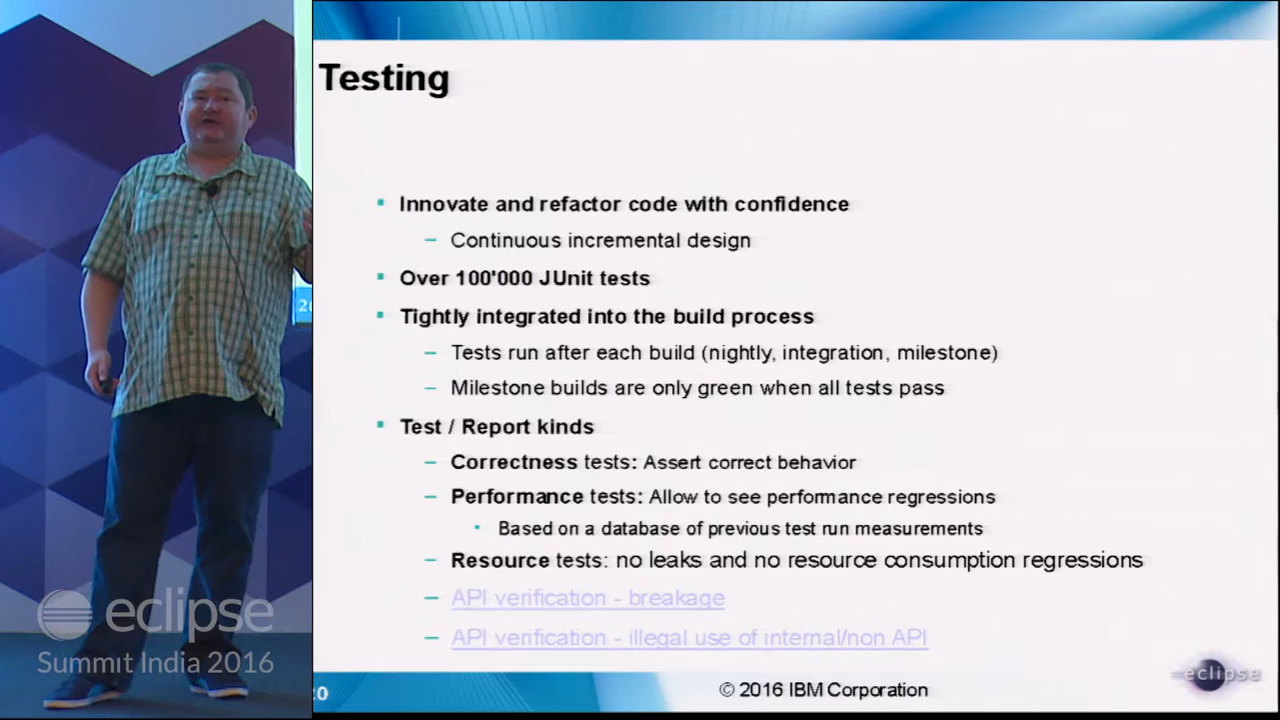 Testing
Innovate and refactor code with confidence
– Continuous incremental design
Over 100'000 JUnit tests
Tightly integrated into the build process
– Tests run after each build (nightly, integration, milestone)
– Milestone builds are only green when all tests pass
Test / Report kinds
– Correctness tests: Assert correct behavior
– Performance tests: Allow to see performance regressions
Based on a database of previous test run measurements
– Resource tests: no leaks and no resource consumption regressions
– API verification - breakage
– API verification - illegal use of internal/non API
eclipse
Summit India 2016
20
© 2016 IBM Corporation
eclipse